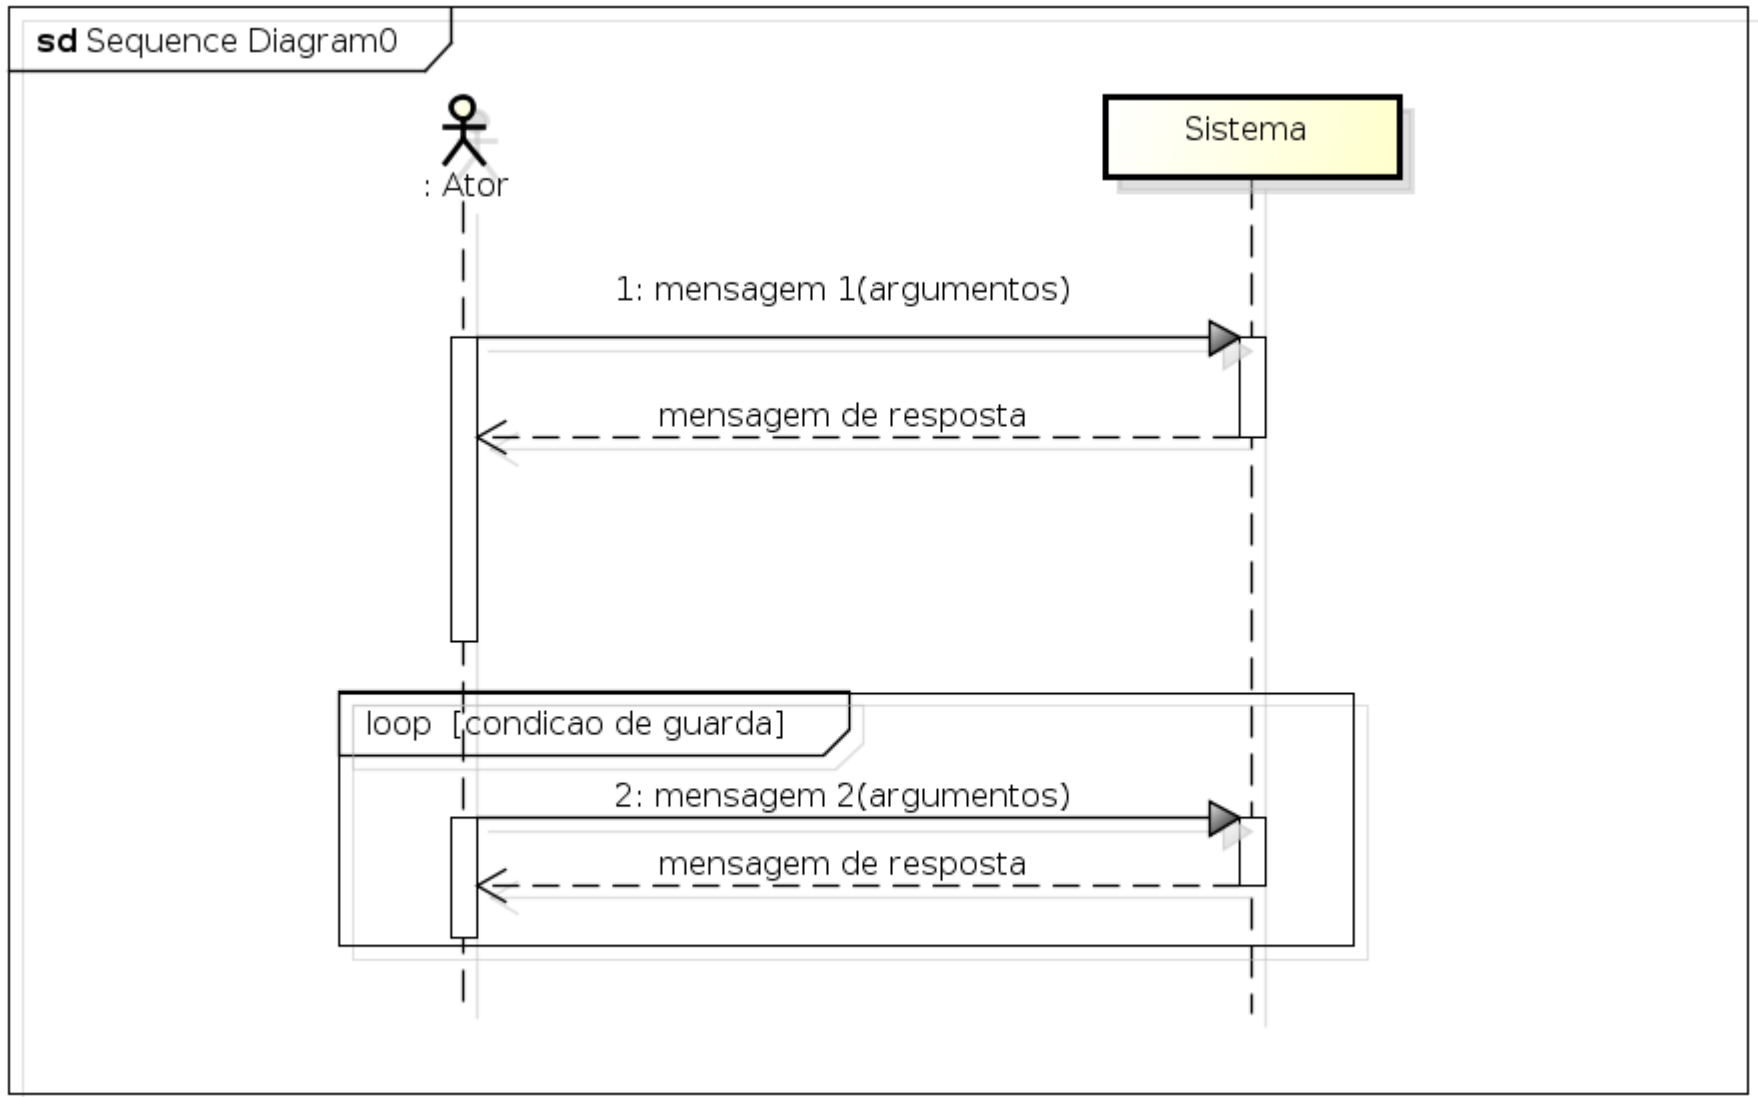 sd Sequence Diagram0
: Ator
Sistema
1: mensagem 1(argumentos)
mensagem de resposta
loop [condicao de guarda]
2: mensagem 2(argumentos)
mensagem de resposta